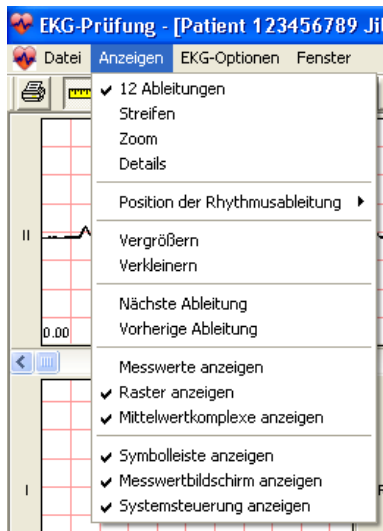 EKG-Prüfung - [Patient 123456789
Datei Anzeigen EKG-Optionen Fenster
12 Ableitungen
Streifen
Zoom
Details
Position der Rhythmusableitung
II
Vergrößern
Verkleinern
Nächste Ableitung
0.00
Vorherige Ableitung
Messwerte anzeigen
Raster anzeigen
Mittelwertkomplexe anzeigen
Symbolleiste anzeigen
Messwertbildschirm anzeigen
I
Systemsteuerung anzeigen